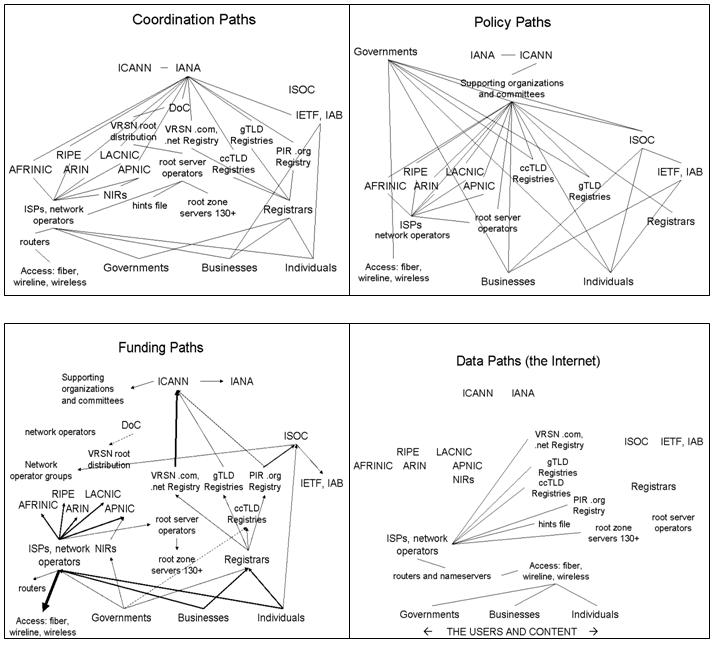 Coordination Paths
ICANN – IANA
ISOC
DoC
IETF, IAB
VRSN root
distribution
VRSN .com,
.net Registry
gTLD
Registries
PIR .org
Registry
RIPE
LACNIC
AFRINIC
ARIN
APNIC
root server
operators
ccTLD
Registries
NIRs
hints file
root zone
servers 130+
ISPs, network
operators
Registrars
routers
Access: fiber,
wireline, wireless
Governments
Businesses
Individuals
Policy Paths
Governments
IANA — ICANN
Supporting organizations
and committees
ISOC
RIPE
LACNIC
AFRINIC
ARIN
APNIC
ccTLD
Registries
gTLD
Registries
IETF, IAB
ISPs
network operators
root server
operators
Registrars
Access: fiber,
wireline, wireless
Businesses
Individuals
Funding Paths
Supporting
organizations
and committees
ICANN
IANA
network operators
DoC
ISOC
VRSN root
distribution
Network
operator groups
VRSN .com,
.net Registry
gTLD
Registries
PIR .org
Registry
IETF, IAB
RIPE
LACNIC
AFRINIC
ARIN
APNIC
root server
operators
ccTLD
Registries
ISPs, network
operators
NIRs
root zone
servers 130+
Registrars
routers
Access: fiber,
wireline, wireless
Governments
Businesses
Individuals
Data Paths (the Internet)
ICANN
IANA
VRSN .com,
.net Registry
ISOC
IETF, IAB
RIPE
LACNIC
AFRINIC
ARIN
APNIC
NIRs
gTLD
Registries
ccTLD
Registries
Registrars
PIR .org
Registry
hints file
root zone
servers 130+
root server
operators
ISPs, network
operators
routers and nameservers
Access: fiber,
wireline, wireless
Governments
Businesses
Individuals
← THE USERS AND CONTENT →